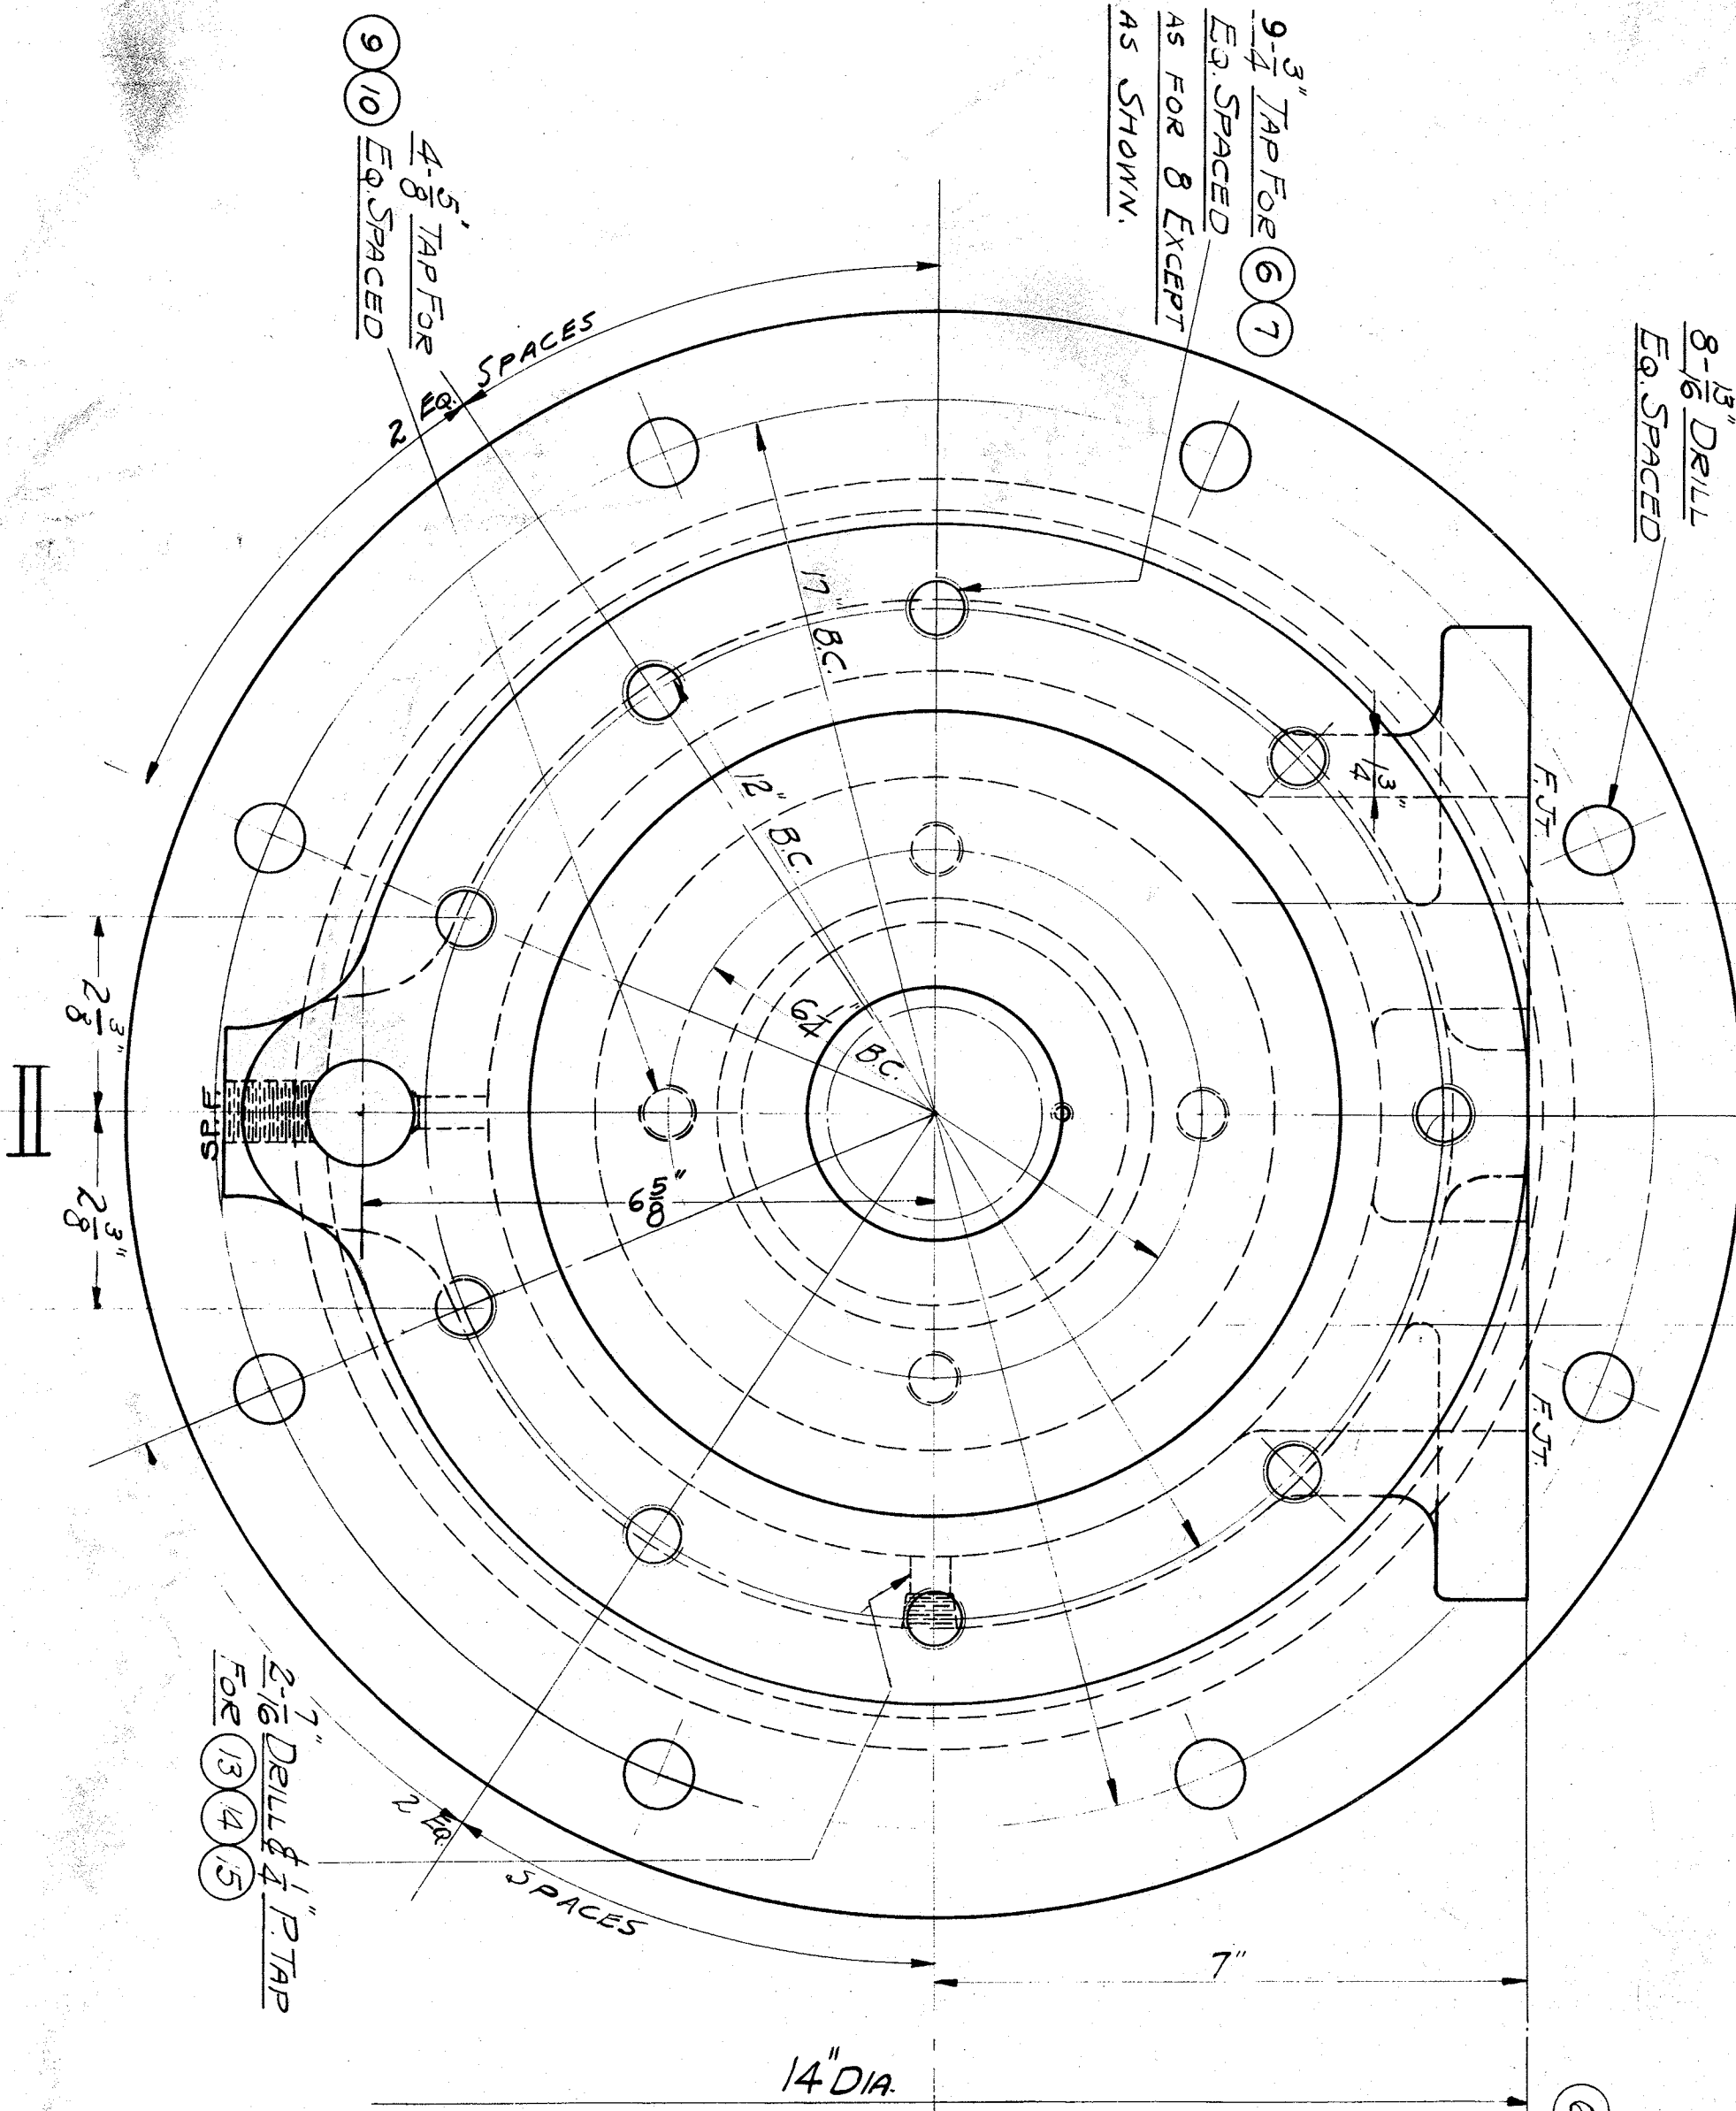 8-13/16" DRILL
EQ. SPACED
9-3/4" TAP FOR 6 7
EQ. SPACED
AS FOR 8 EXCEPT
AS SHOWN.
4-5/8" TAP FOR
9 10 EQ. SPACED
2 EQ. SPACES
17" B.C.
12" B.C.
6 1/4" B.C.
1 3/4"
F. JT.
F. JT.
2 3/8"
2 3/8"
S.P.F.
6 15/8"
2-7/16" DRILL & 1/4" P. TAP
FOR 13 14 15
2 EQ. SPACES
7"
14" DIA.
II